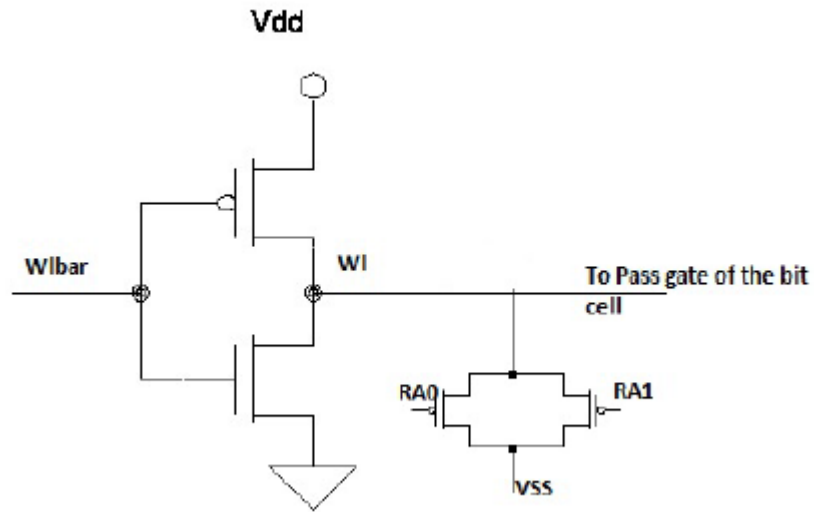 Vdd
Wlbar
Wl
To Pass gate of the bit
cell
RA0
RA1
VSS